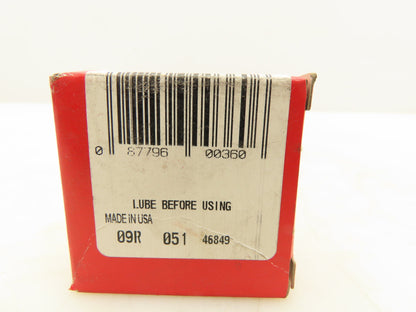 0 87796 00360
LUBE BEFORE USING
MADE IN USA
09R 051 46849